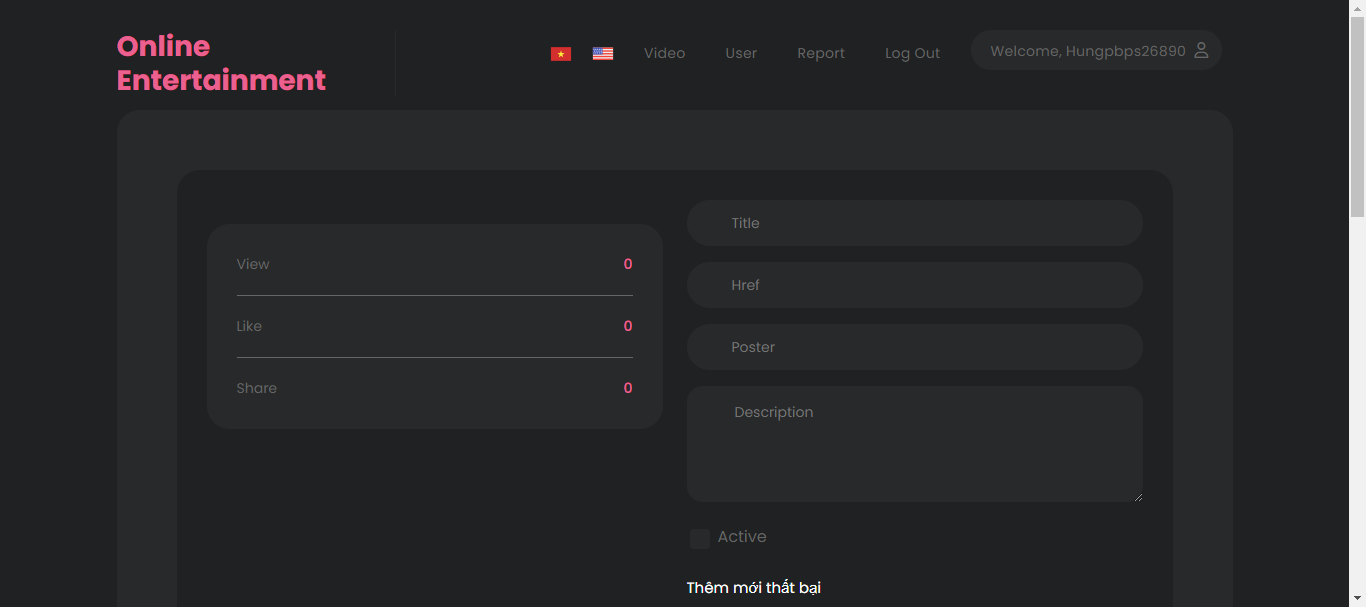 Online
Entertainment
Video
User
Report
Log Out
Welcome, Hungpbps26890
View
0
Like
0
Share
0
Title
Href
Poster
Description
Active
Thêm mới thất bại